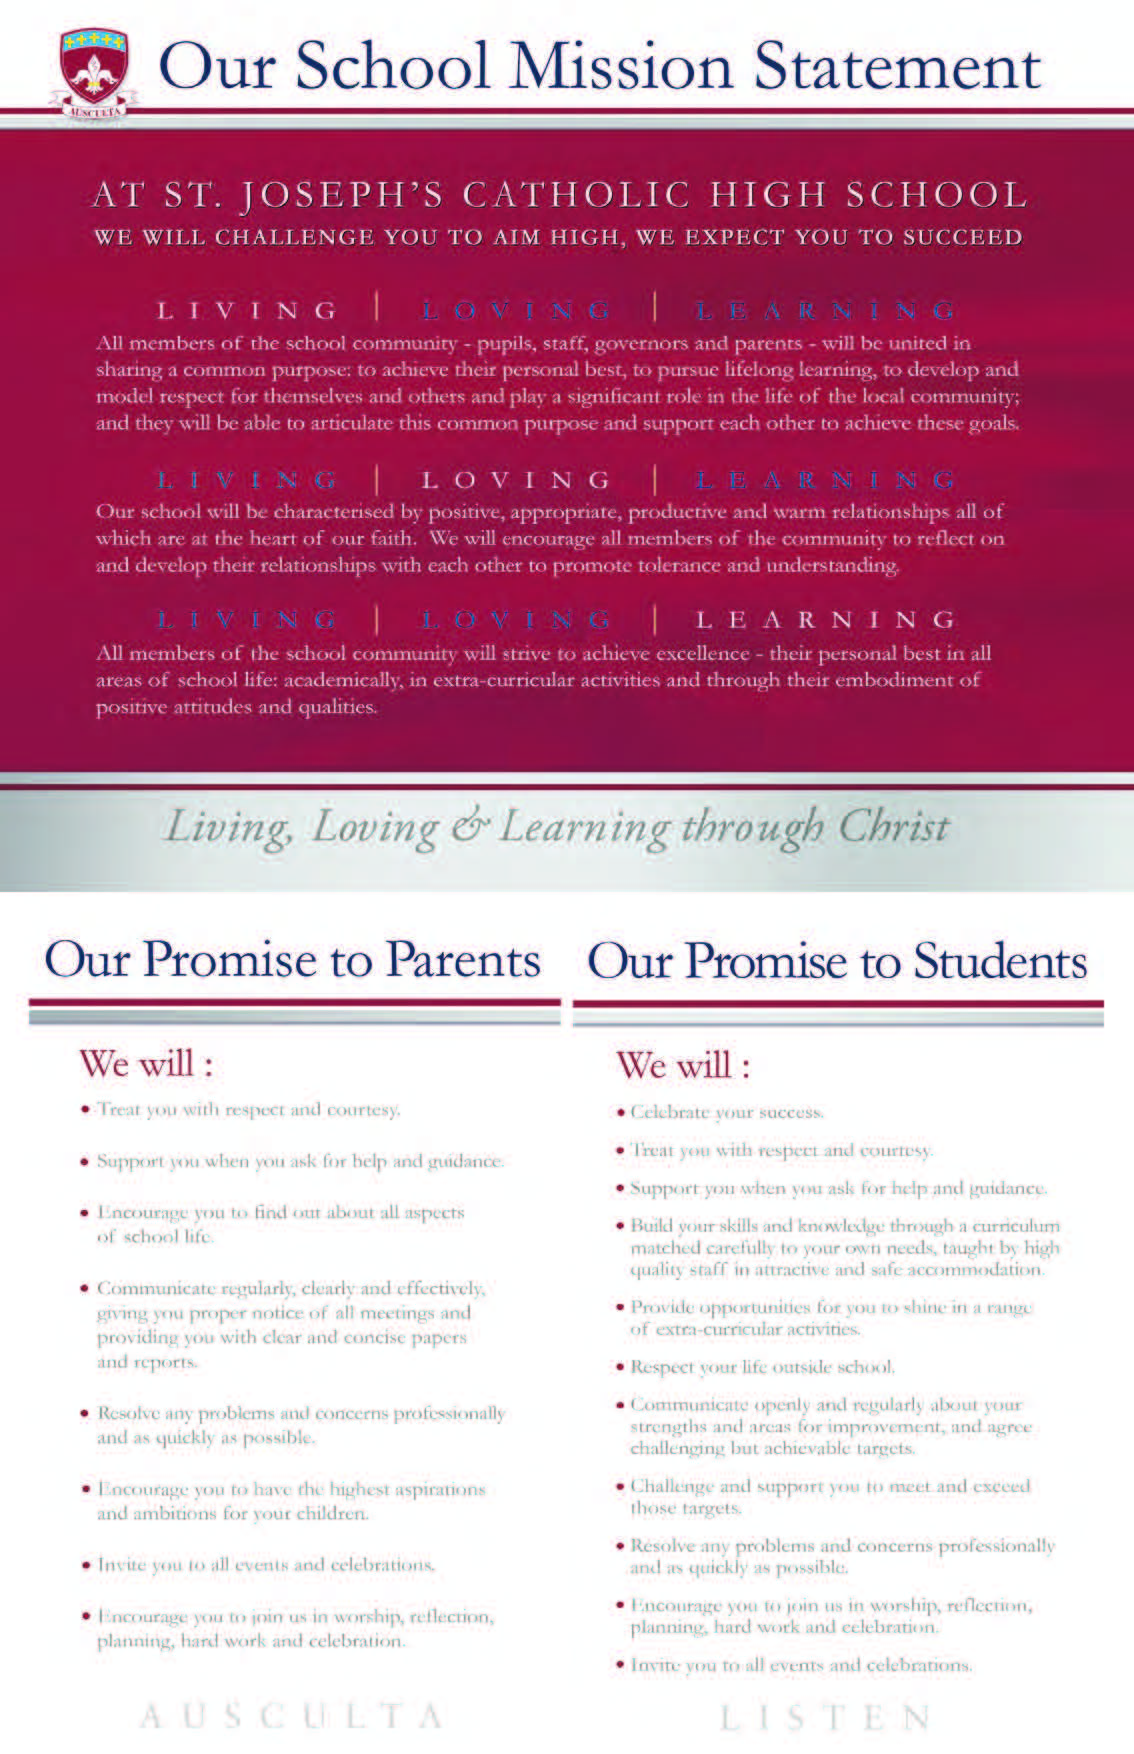 Our School Mission Statement
AUSCULTA
AT ST. JOSEPH'S CATHOLIC HIGH SCHOOL
WE WILL CHALLENGE YOU TO AIM HIGH, WE EXPECT YOU TO SUCCEED
LIVING | LOVING | LEARNING
All members of the school community - pupils, staff, governors and parents - will be united in
sharing a common purpose: to achieve their personal best, to pursue lifelong learning, to develop and
model respect for themselves and others and play a significant role in the life of the local community;
and they will be able to articulate this common purpose and support each other to achieve these goals.
LIVING | LOVING | LEARNING
Our school will be characterised by positive, appropriate, productive and warm relationships all of
which are at the heart of our faith. We will encourage all members of the community to reflect on
and develop their relationships with each other to promote tolerance and understanding.
LIVING | LOVING | LEARNING
All members of the school community will strive to achieve excellence - their personal best in all
areas of school life: academically, in extra-curricular activities and through their embodiment of
positive attitudes and qualities.
Living, Loving & Learning through Christ
Our Promise to Parents
We will :
• Treat you with respect and courtesy.
• Support you when you ask for help and guidance.
• Encourage you to find out about all aspects
of school life.
• Communicate regularly, clearly and effectively,
giving you proper notice of all meetings and
providing you with clear and concise papers
and reports.
• Resolve any problems and concerns professionally
and as quickly as possible.
• Encourage you to have the highest aspirations
and ambitions for your children.
• Invite you to all events and celebrations.
• Encourage you to join us in worship, reflection,
planning, hard work and celebration.
AUSCULTA
Our Promise to Students
We will :
• Celebrate your success.
• Treat you with respect and courtesy.
• Support you when you ask for help and guidance.
• Build your skills and knowledge through a curriculum
matched carefully to your own needs, taught by high
quality staff in attractive and safe accommodation.
• Provide opportunities for you to shine in a range
of extra-curricular activities.
• Respect your life outside school.
• Communicate openly and regularly about your
strengths and areas for improvement, and agree
challenging but achievable targets.
• Challenge and support you to meet and exceed
those targets.
• Resolve any problems and concerns professionally
and as quickly as possible.
• Encourage you to join us in worship, reflection,
planning, hard work and celebration.
• Invite you to all events and celebrations.
LISTEN